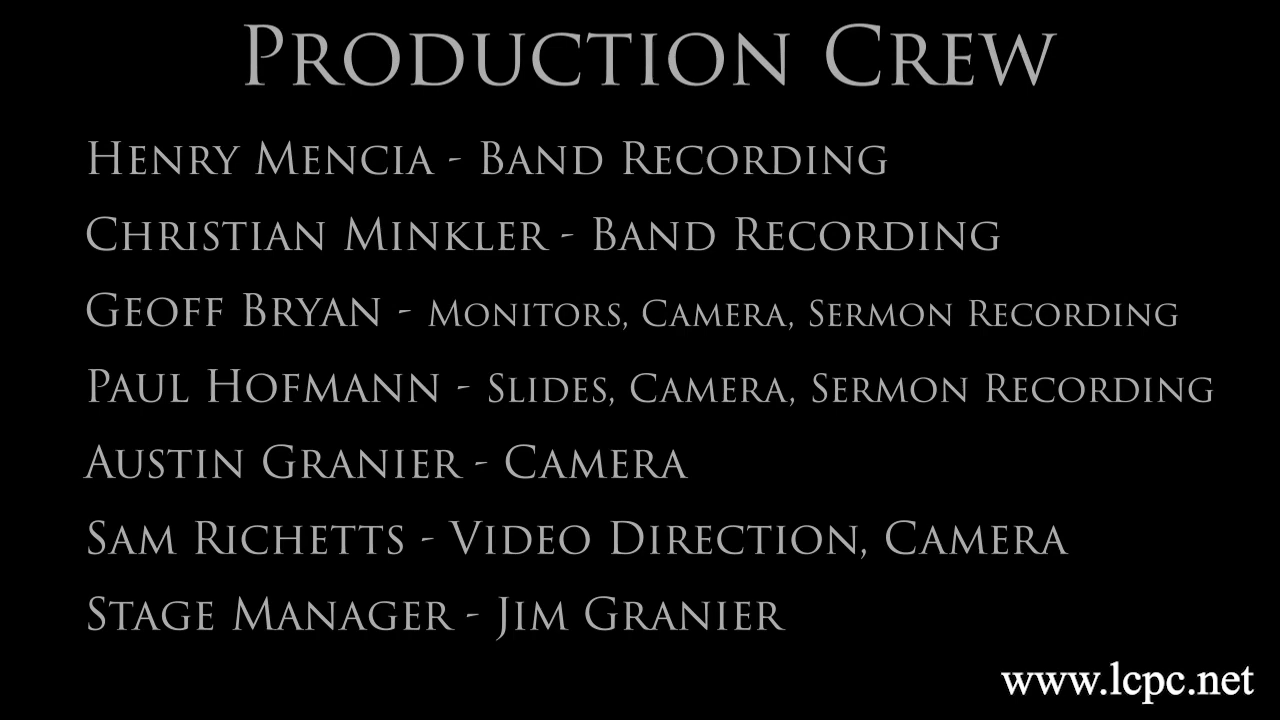 Production Crew
Henry Mencia - Band Recording
Christian Minkler - Band Recording
Geoff Bryan - Monitors, Camera, Sermon Recording
Paul Hofmann - Slides, Camera, Sermon Recording
Austin Granier - Camera
Sam Richetts - Video Direction, Camera
Stage Manager - Jim Granier
www.lcpc.net